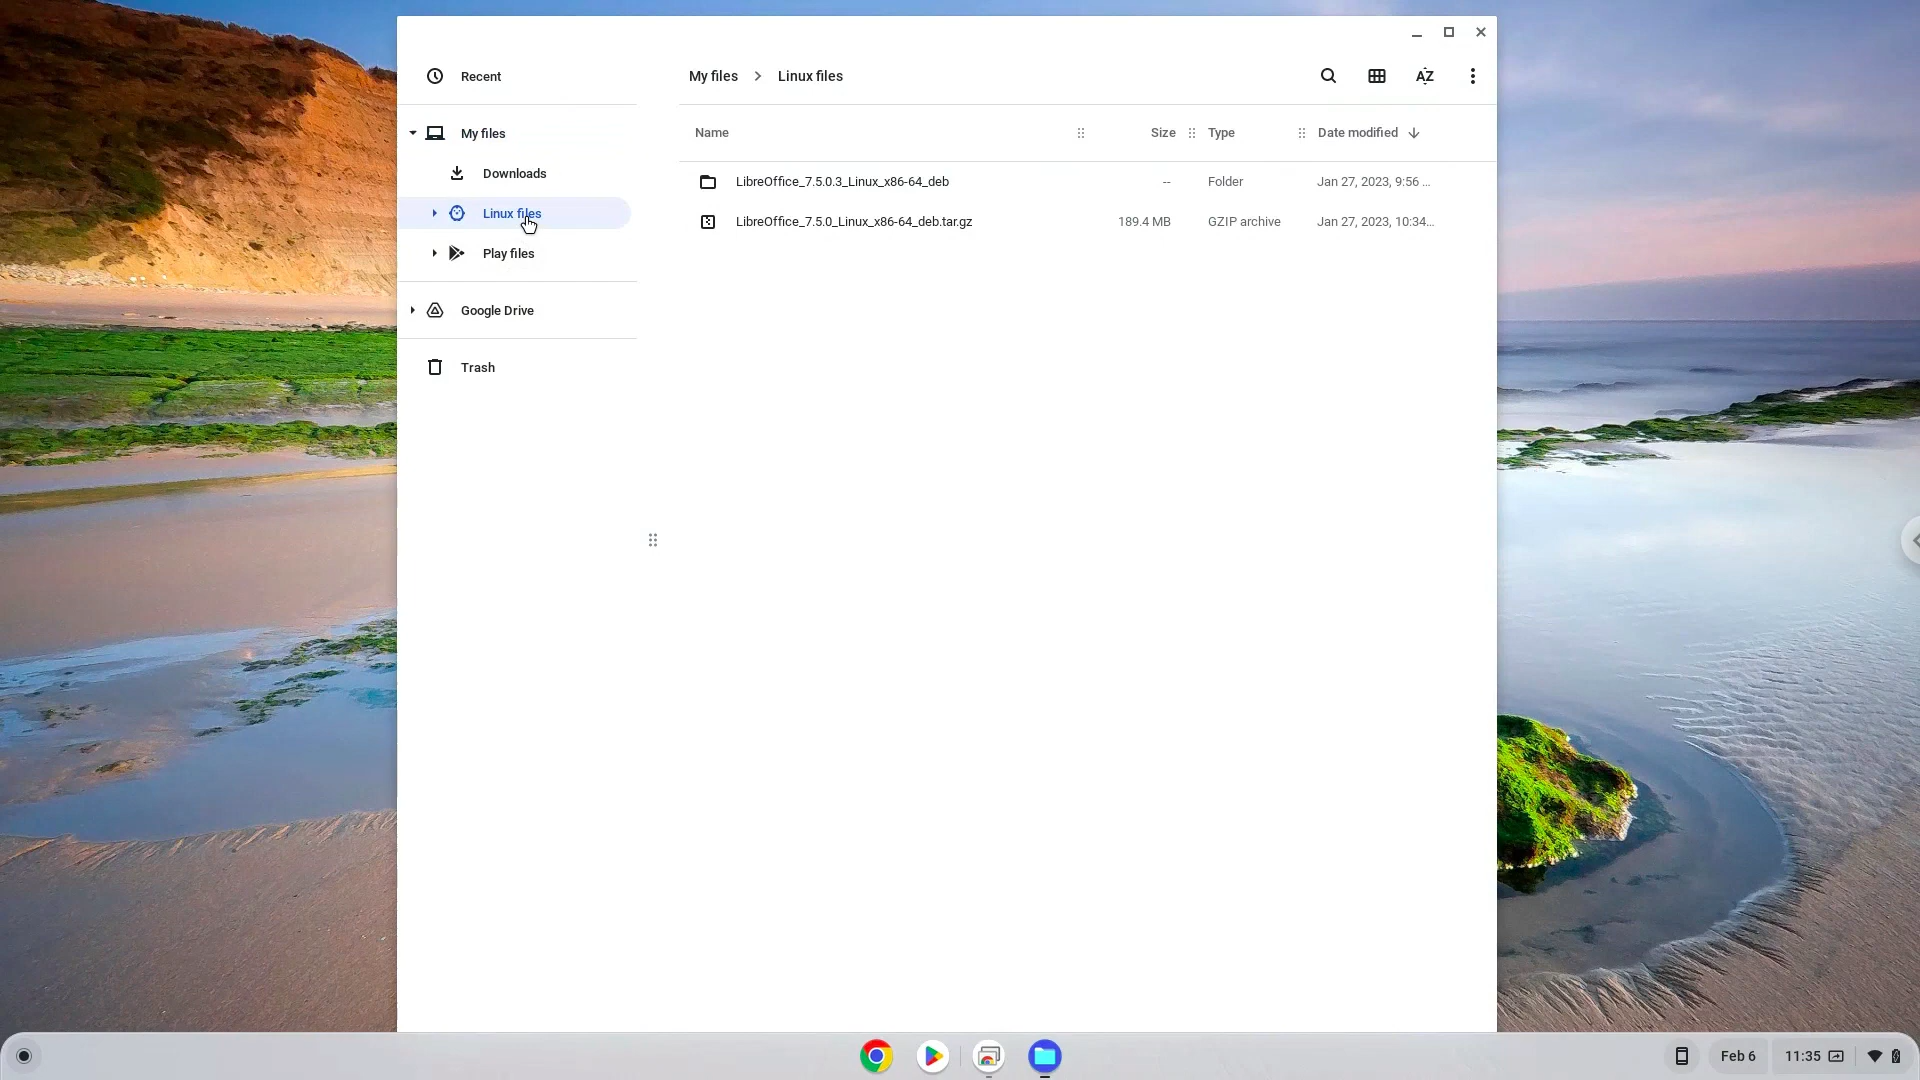 Recent
My files > Linux files
AZ
Name Size Type Date modified
My files
Downloads
LibreOffice_7.5.0.3_Linux_x86-64_deb -- Folder Jan 27, 2023, 9:56 ...
Linux files
LibreOffice_7.5.0_Linux_x86-64_deb.tar.gz 189.4 MB GZIP archive Jan 27, 2023, 10:34...
Play files
Google Drive
Trash
Feb 6 11:35